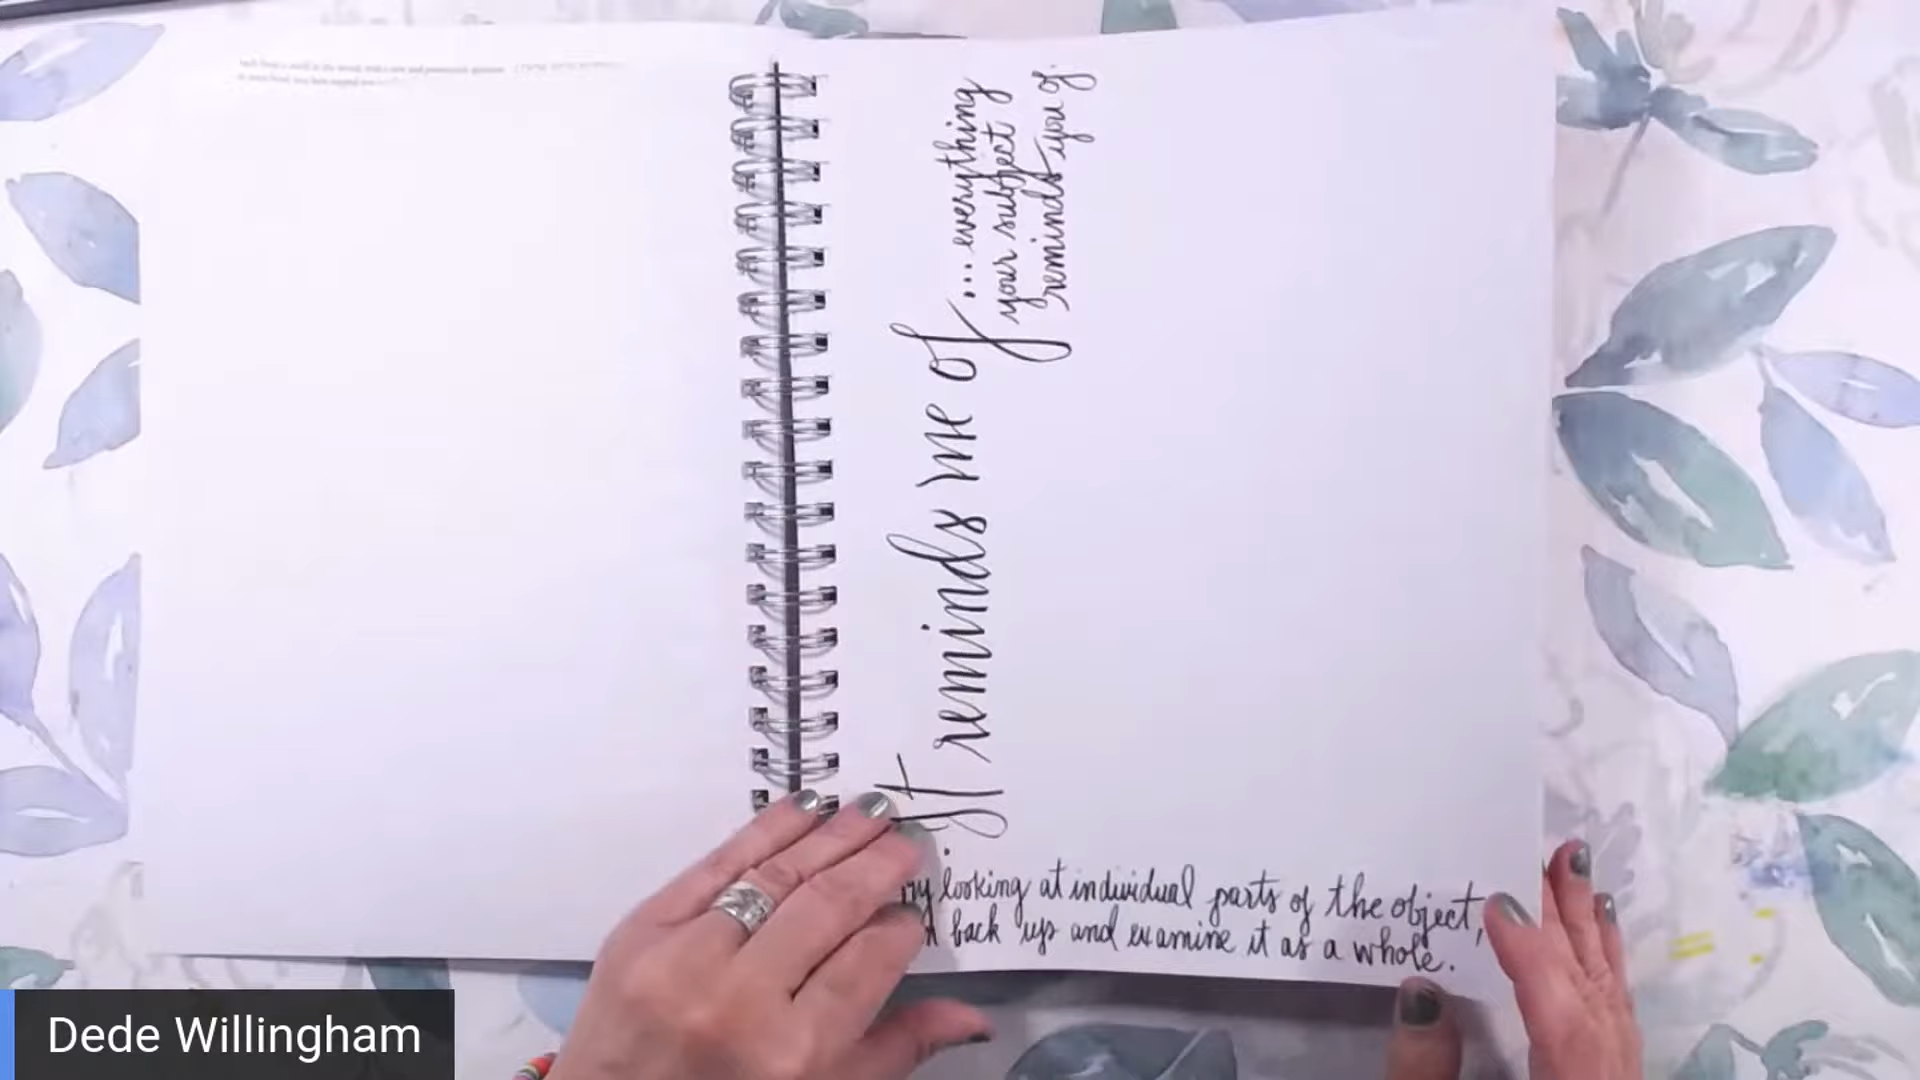 It reminds me of
... everything
your subject
reminds you of.
looking at individual parts of the object,
back up and examine it as a whole.
Dede Willingham